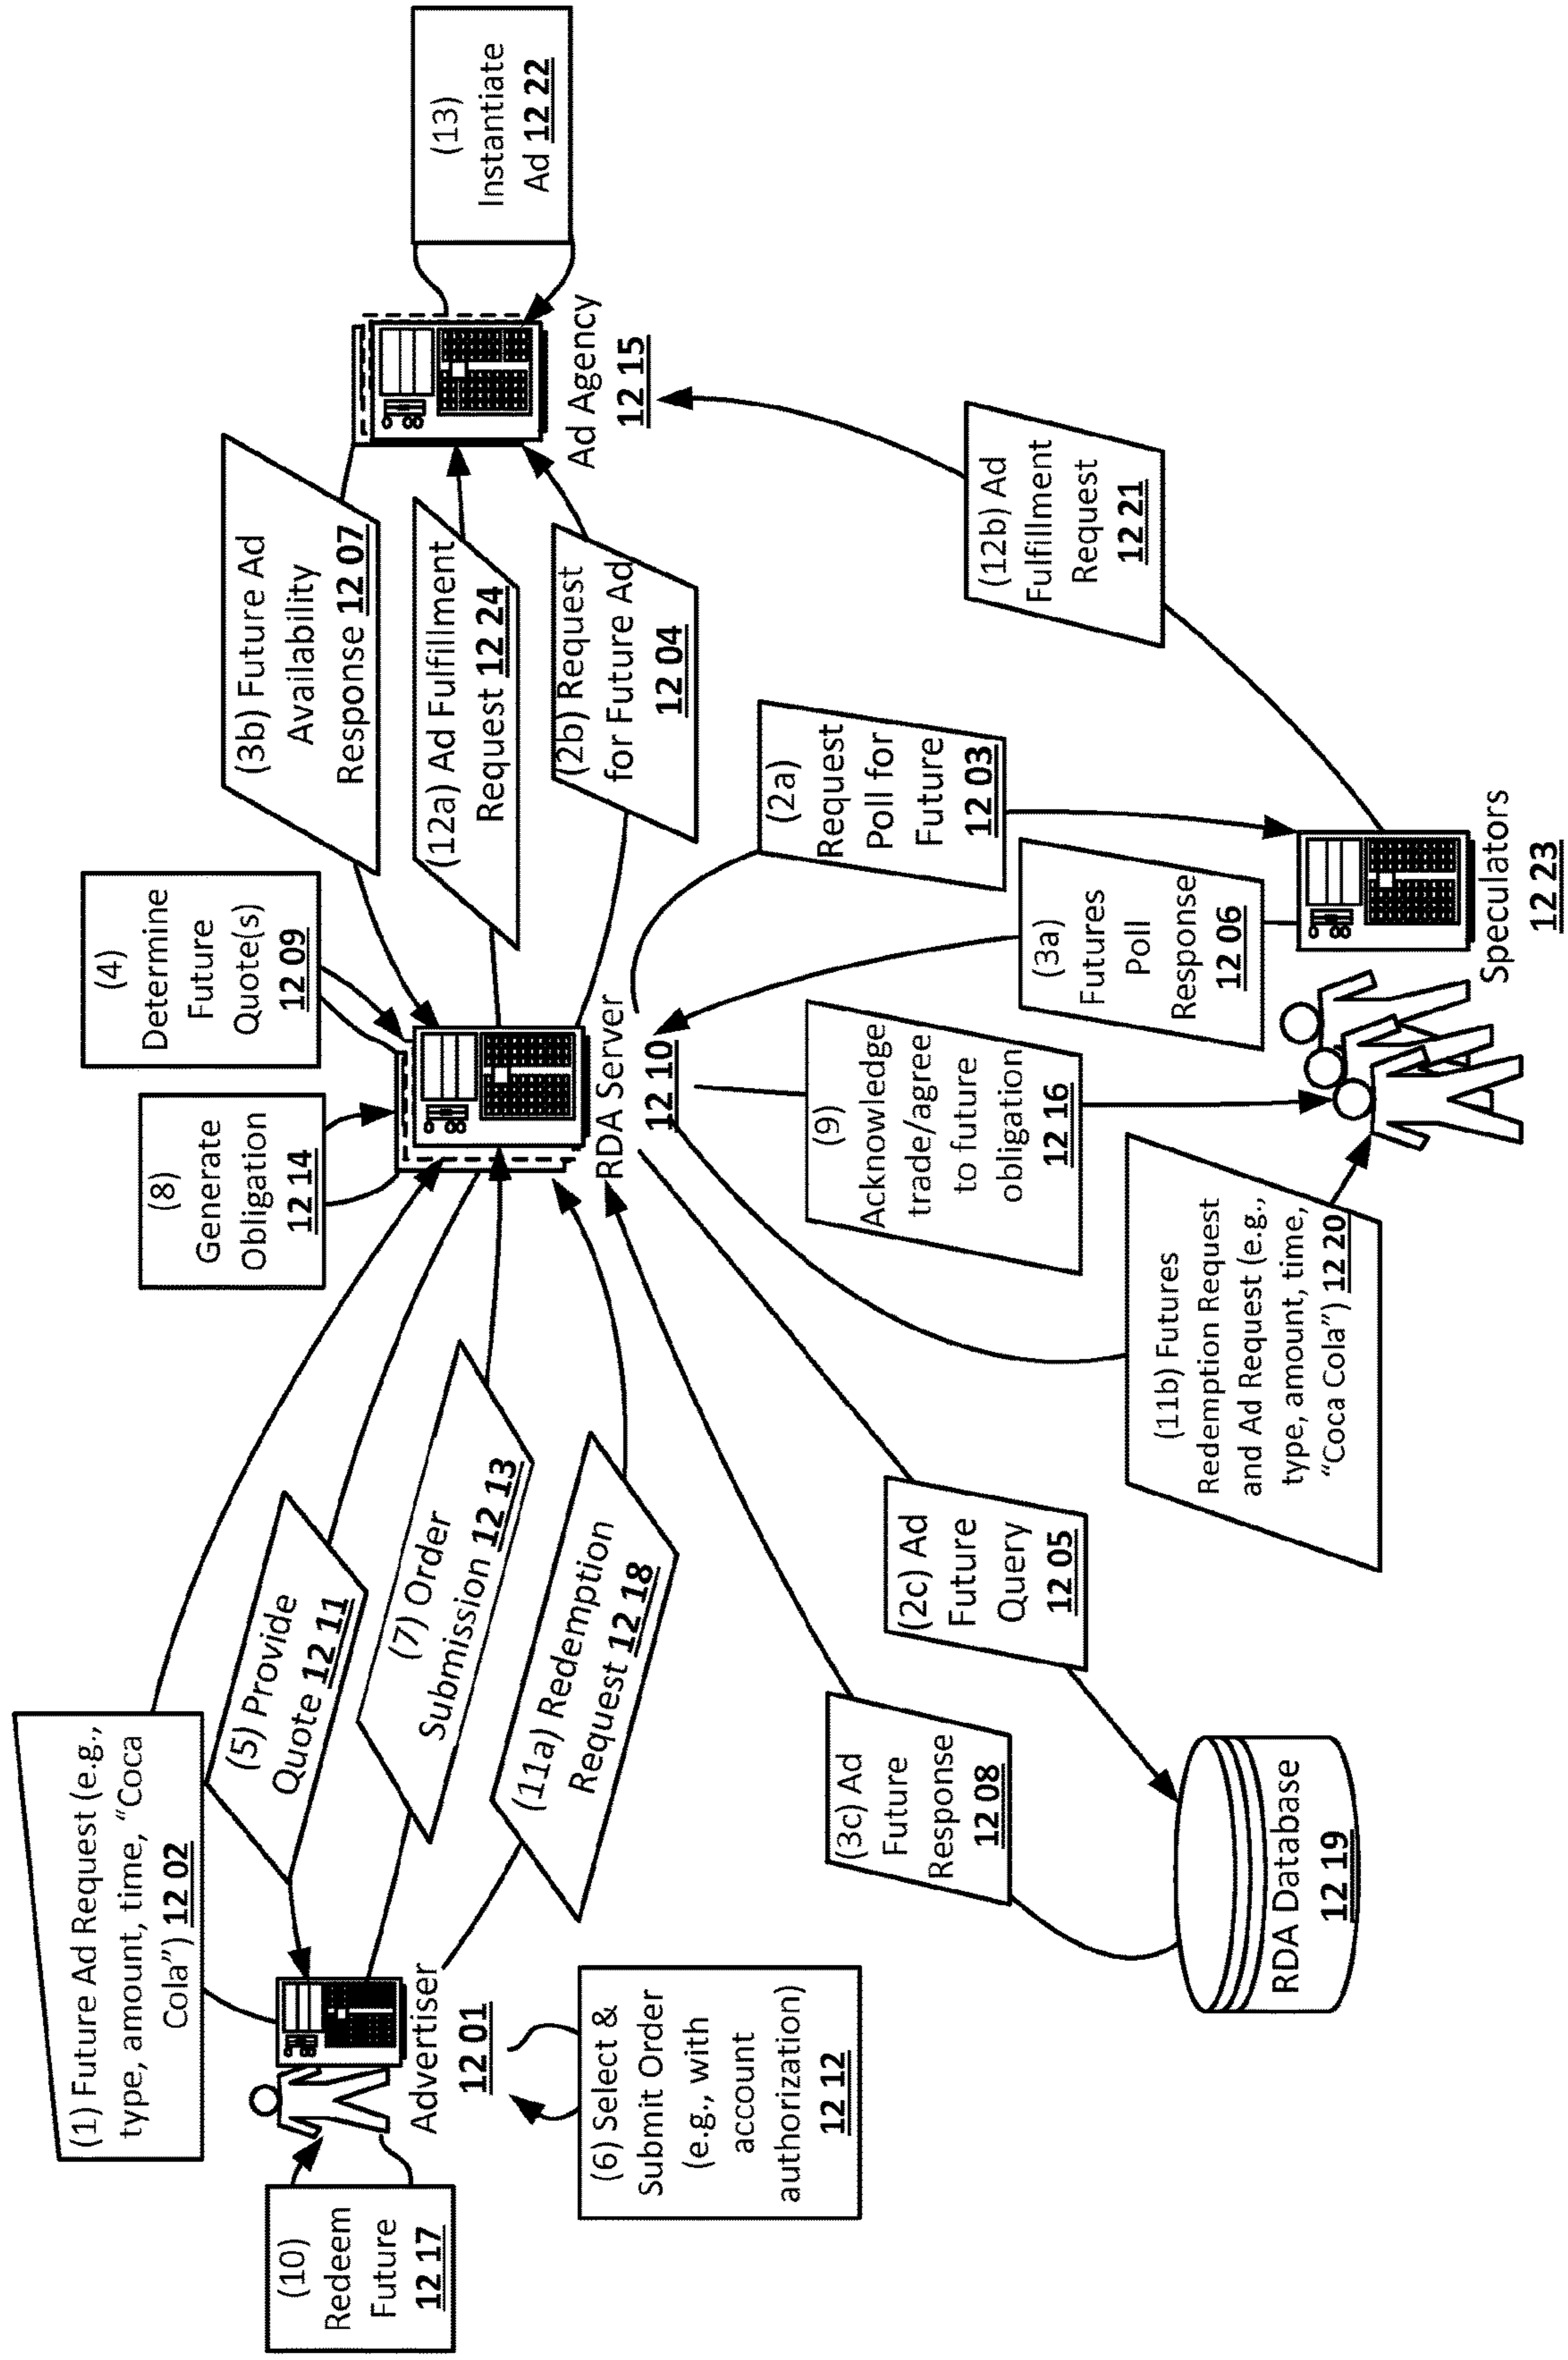 (1) Future Ad Request (e.g.,
type, amount, time, “Coca
Cola”) 12 02
(10)
Redeem
Future
12 17
Advertiser
12 01
(6) Select &
Submit Order
(e.g., with
account
authorization)
12 12
(5) Provide
Quote 12 11
(7) Order
Submission 12 13
(11a) Redemption
Request 12 18
(8)
Generate
Obligation
12 14
(4)
Determine
Future
Quote(s)
12 09
RDA Server
12 10
(3b) Future Ad
Availability
Response 12 07
(12a) Ad Fulfillment
Request 12 24
(2b) Request
for Future Ad
12 04
Ad Agency
12 15
(13)
Instantiate
Ad 12 22
(3c) Ad
Future
Response
12 08
(2c) Ad
Future
Query
12 05
RDA Database
12 19
(9)
Acknowledge
trade/agree
to future
obligation
12 16
(2a)
Request
Poll for
Future
12 03
(3a)
Futures
Poll
Response
12 06
(11b) Futures
Redemption Request
and Ad Request (e.g.,
type, amount, time,
“Coca Cola”) 12 20
(12b) Ad
Fulfillment
Request
12 21
Speculators
12 23